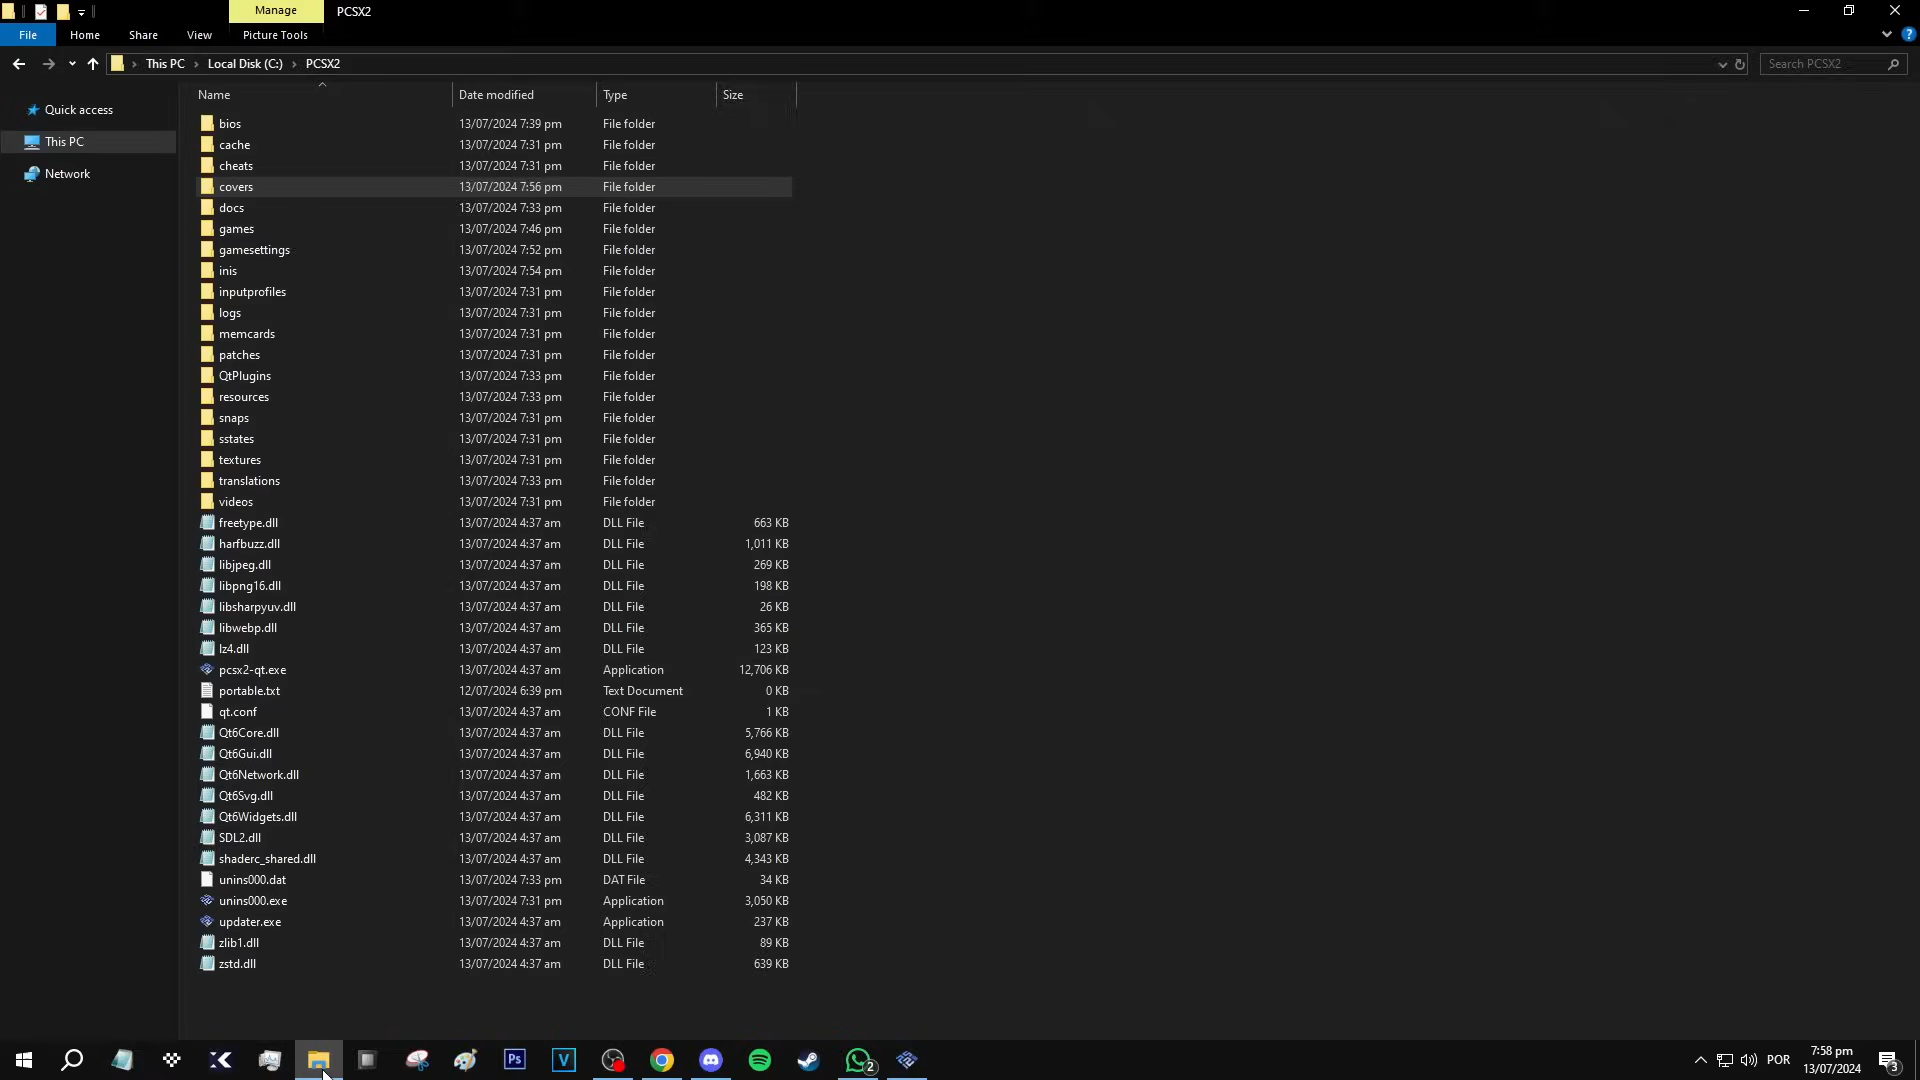 Manage PCSX2
File Home Share View Picture Tools
This PC Local Disk (C:) PCSX2 Search PCSX2
Quick access
This PC
Network
Name Date modified Type Size
bios 13/07/2024 7:39 pm File folder
cache 13/07/2024 7:31 pm File folder
cheats 13/07/2024 7:31 pm File folder
covers 13/07/2024 7:56 pm File folder
docs 13/07/2024 7:33 pm File folder
games 13/07/2024 7:46 pm File folder
gamesettings 13/07/2024 7:52 pm File folder
inis 13/07/2024 7:54 pm File folder
inputprofiles 13/07/2024 7:31 pm File folder
logs 13/07/2024 7:31 pm File folder
memcards 13/07/2024 7:31 pm File folder
patches 13/07/2024 7:31 pm File folder
QtPlugins 13/07/2024 7:33 pm File folder
resources 13/07/2024 7:33 pm File folder
snaps 13/07/2024 7:31 pm File folder
sstates 13/07/2024 7:31 pm File folder
textures 13/07/2024 7:31 pm File folder
translations 13/07/2024 7:33 pm File folder
videos 13/07/2024 7:31 pm File folder
freetype.dll 13/07/2024 4:37 am DLL File 663 KB
harfbuzz.dll 13/07/2024 4:37 am DLL File 1,011 KB
libjpeg.dll 13/07/2024 4:37 am DLL File 269 KB
libpng16.dll 13/07/2024 4:37 am DLL File 198 KB
libsharpyuv.dll 13/07/2024 4:37 am DLL File 26 KB
libwebp.dll 13/07/2024 4:37 am DLL File 365 KB
lz4.dll 13/07/2024 4:37 am DLL File 123 KB
pcsx2-qt.exe 13/07/2024 4:37 am Application 12,706 KB
portable.txt 12/07/2024 6:39 pm Text Document 0 KB
qt.conf 13/07/2024 4:37 am CONF File 1 KB
Qt6Core.dll 13/07/2024 4:37 am DLL File 5,766 KB
Qt6Gui.dll 13/07/2024 4:37 am DLL File 6,940 KB
Qt6Network.dll 13/07/2024 4:37 am DLL File 1,663 KB
Qt6Svg.dll 13/07/2024 4:37 am DLL File 482 KB
Qt6Widgets.dll 13/07/2024 4:37 am DLL File 6,311 KB
SDL2.dll 13/07/2024 4:37 am DLL File 3,087 KB
shaderc_shared.dll 13/07/2024 4:37 am DLL File 4,343 KB
unins000.dat 13/07/2024 7:33 pm DAT File 34 KB
unins000.exe 13/07/2024 7:31 pm Application 3,050 KB
updater.exe 13/07/2024 4:37 am Application 237 KB
zlib1.dll 13/07/2024 4:37 am DLL File 89 KB
zstd.dll 13/07/2024 4:37 am DLL File 639 KB
Ps V 2 POR 7:58 pm 3
13/07/2024